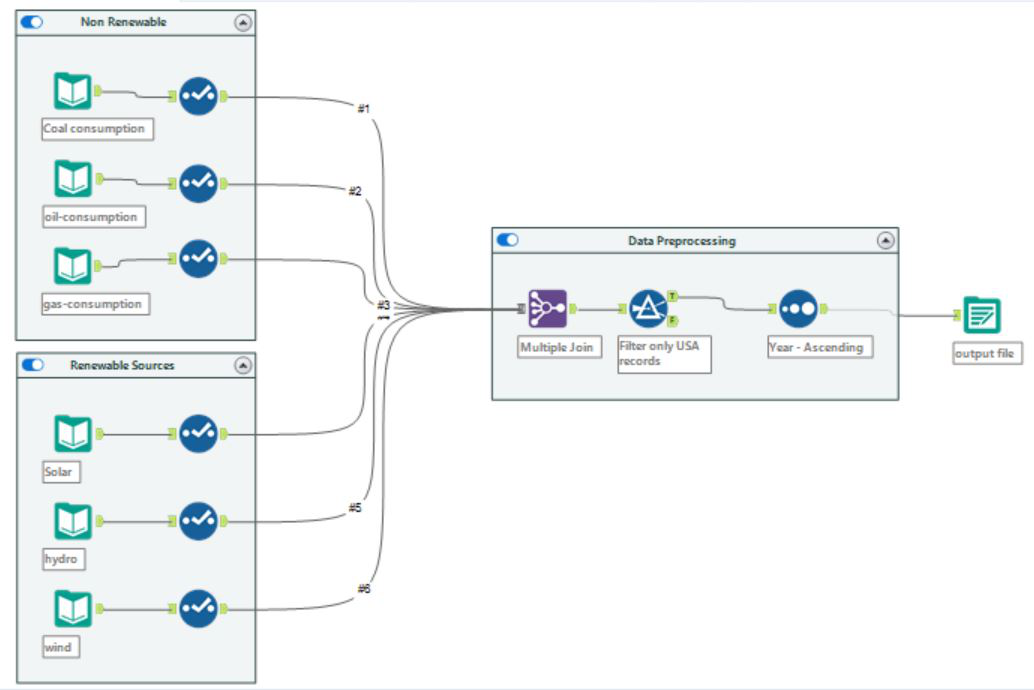 Non Renewable
Coal consumption
#1
oil-consumption
#2
gas-consumption
#3
Renewable Sources
Solar
hydro
#5
wind
#6
Data Preprocessing
Multiple Join
T
F
Filter only USA
records
Year - Ascending
output file